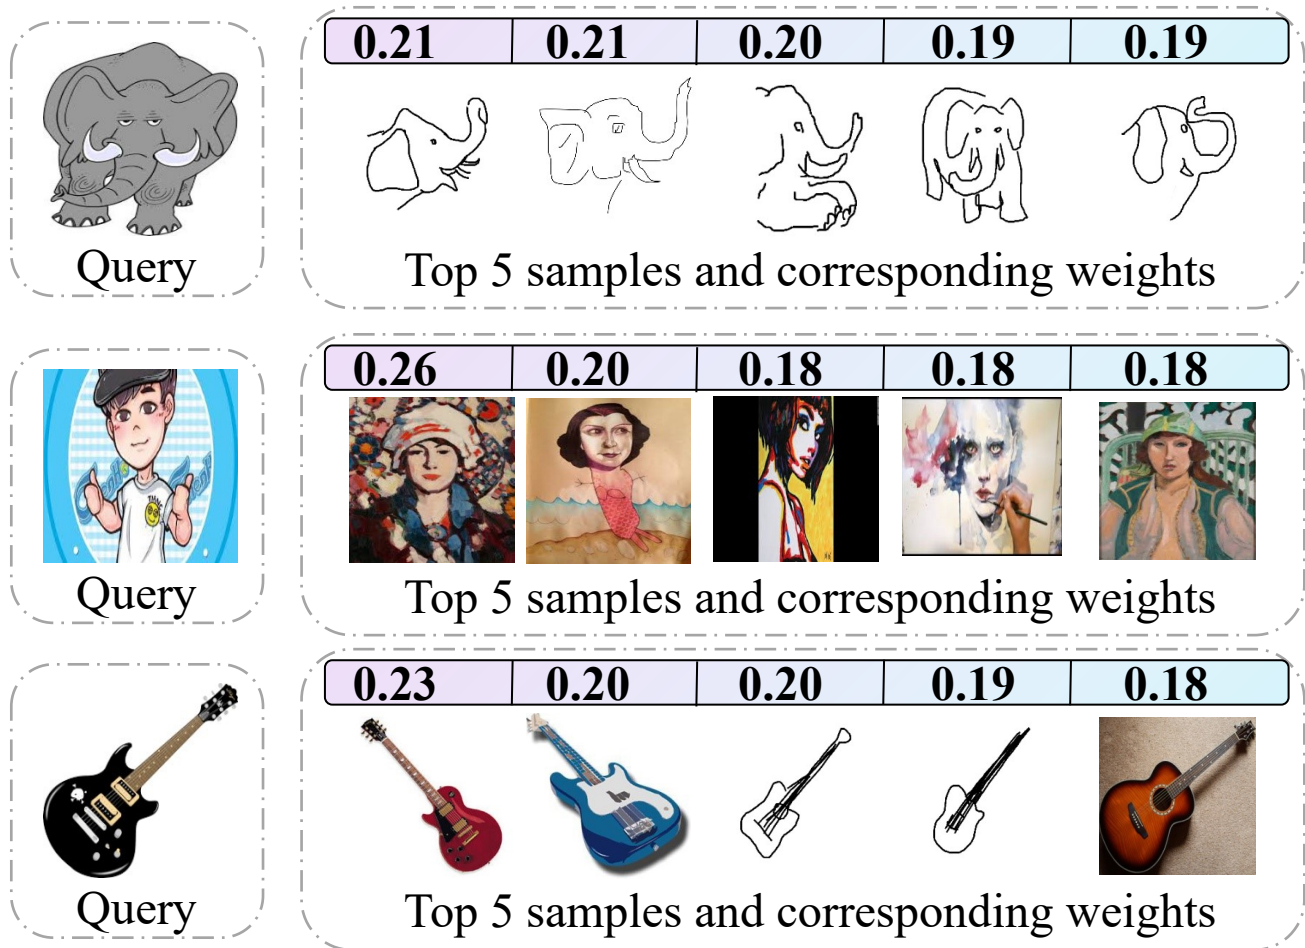 0.21 0.21 0.20 0.19 0.19
Query
Top 5 samples and corresponding weights
0.26 0.20 0.18 0.18 0.18
Query
Top 5 samples and corresponding weights
0.23 0.20 0.20 0.19 0.18
Query
Top 5 samples and corresponding weights